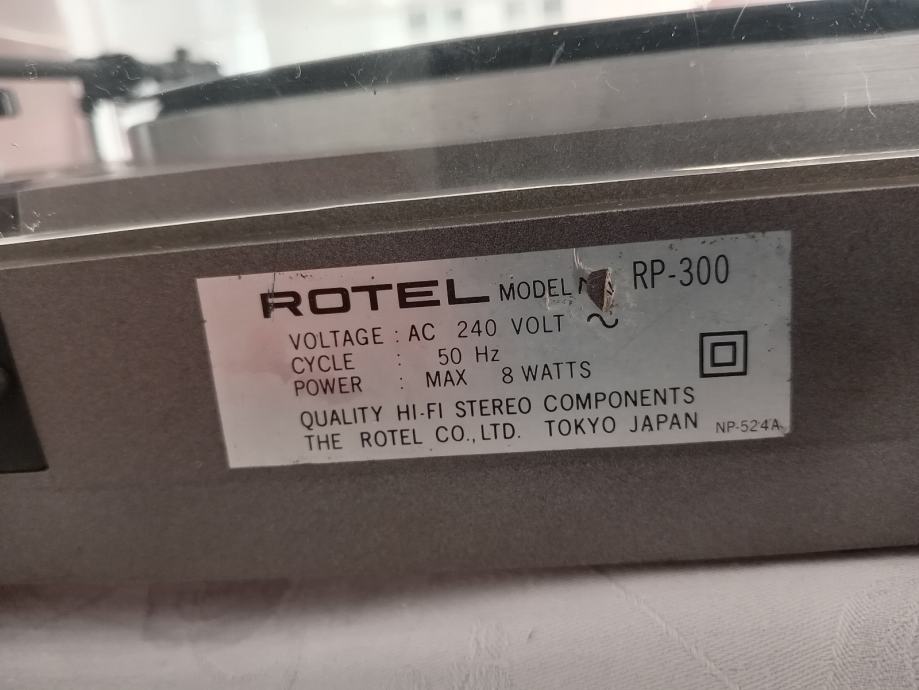 ROTEL MODEL RP-300
VOLTAGE : AC 240 VOLT ~
CYCLE : 50 Hz
POWER : MAX 8 WATTS
QUALITY HI-FI STEREO COMPONENTS
THE ROTEL CO., LTD. TOKYO JAPAN NP-524A